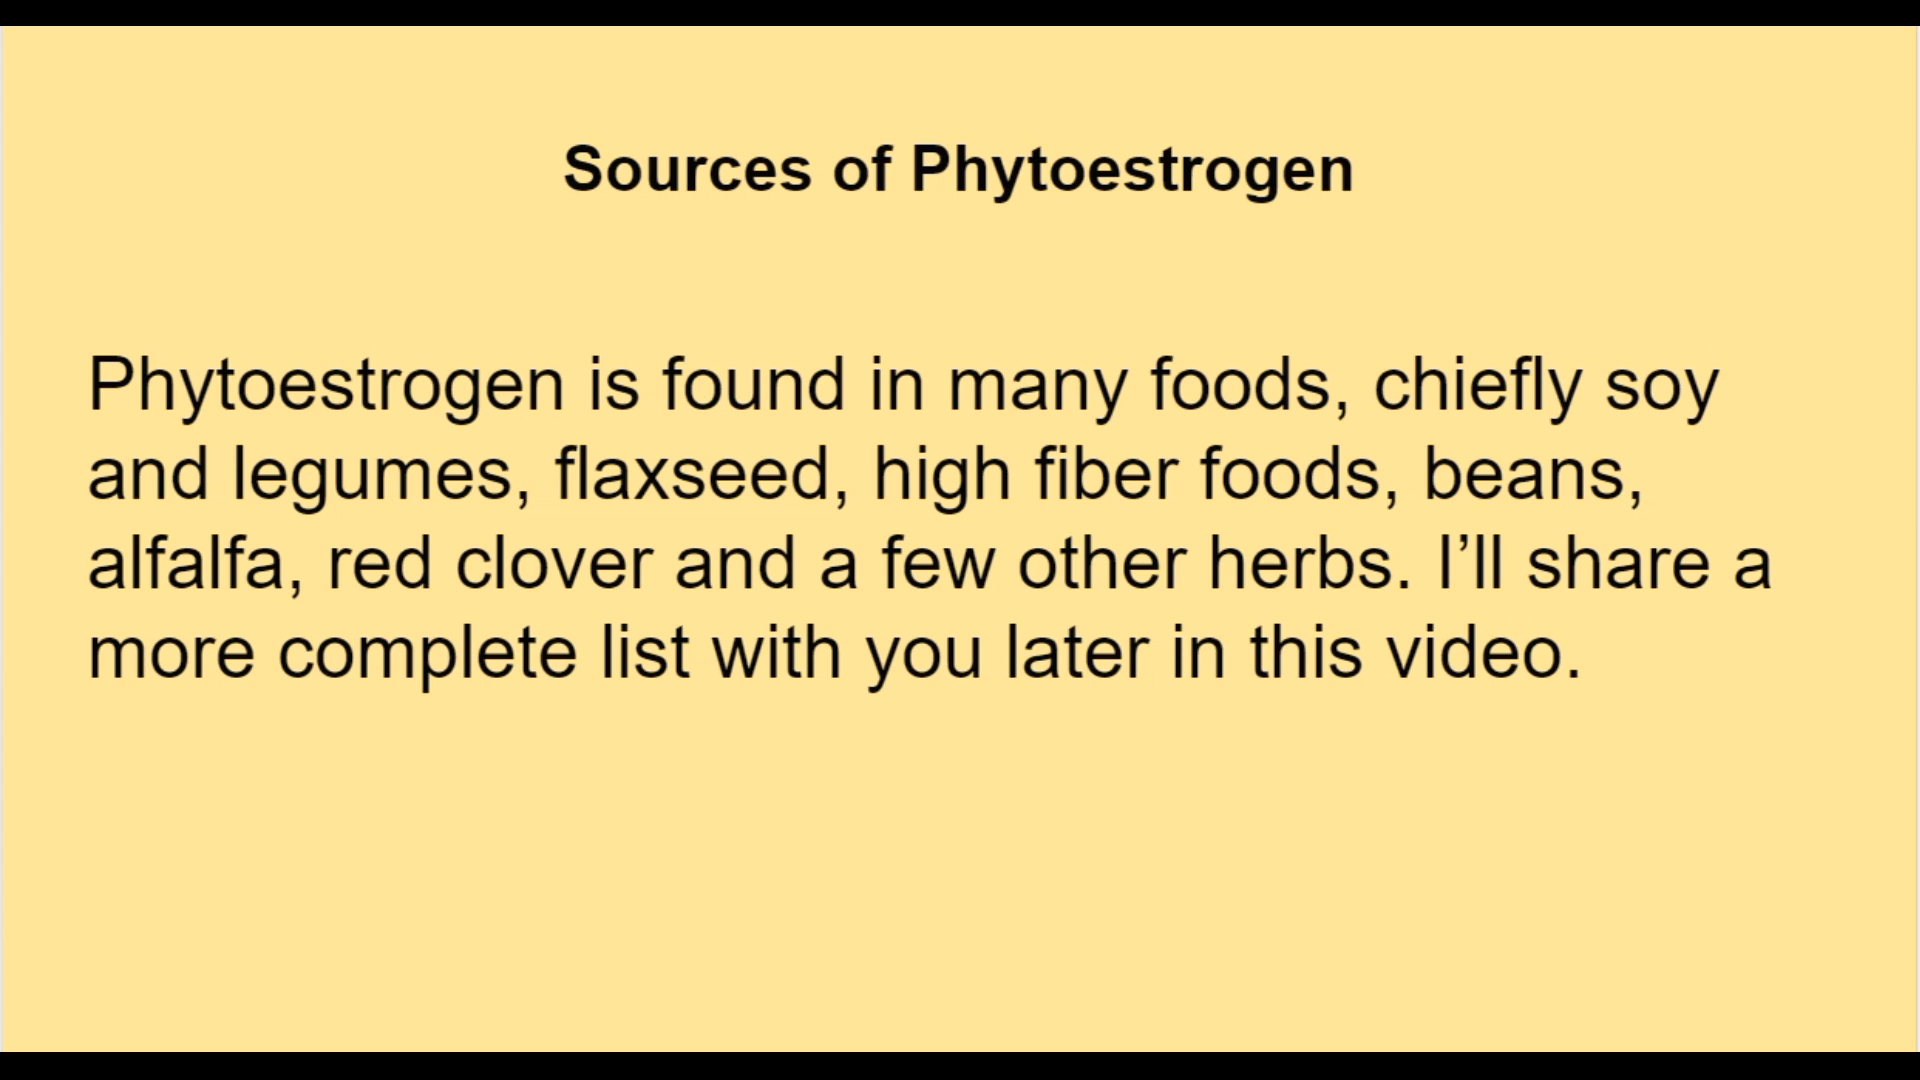 Sources of Phytoestrogen
Phytoestrogen is found in many foods, chiefly soy
and legumes, flaxseed, high fiber foods, beans,
alfalfa, red clover and a few other herbs. I’ll share a
more complete list with you later in this video.